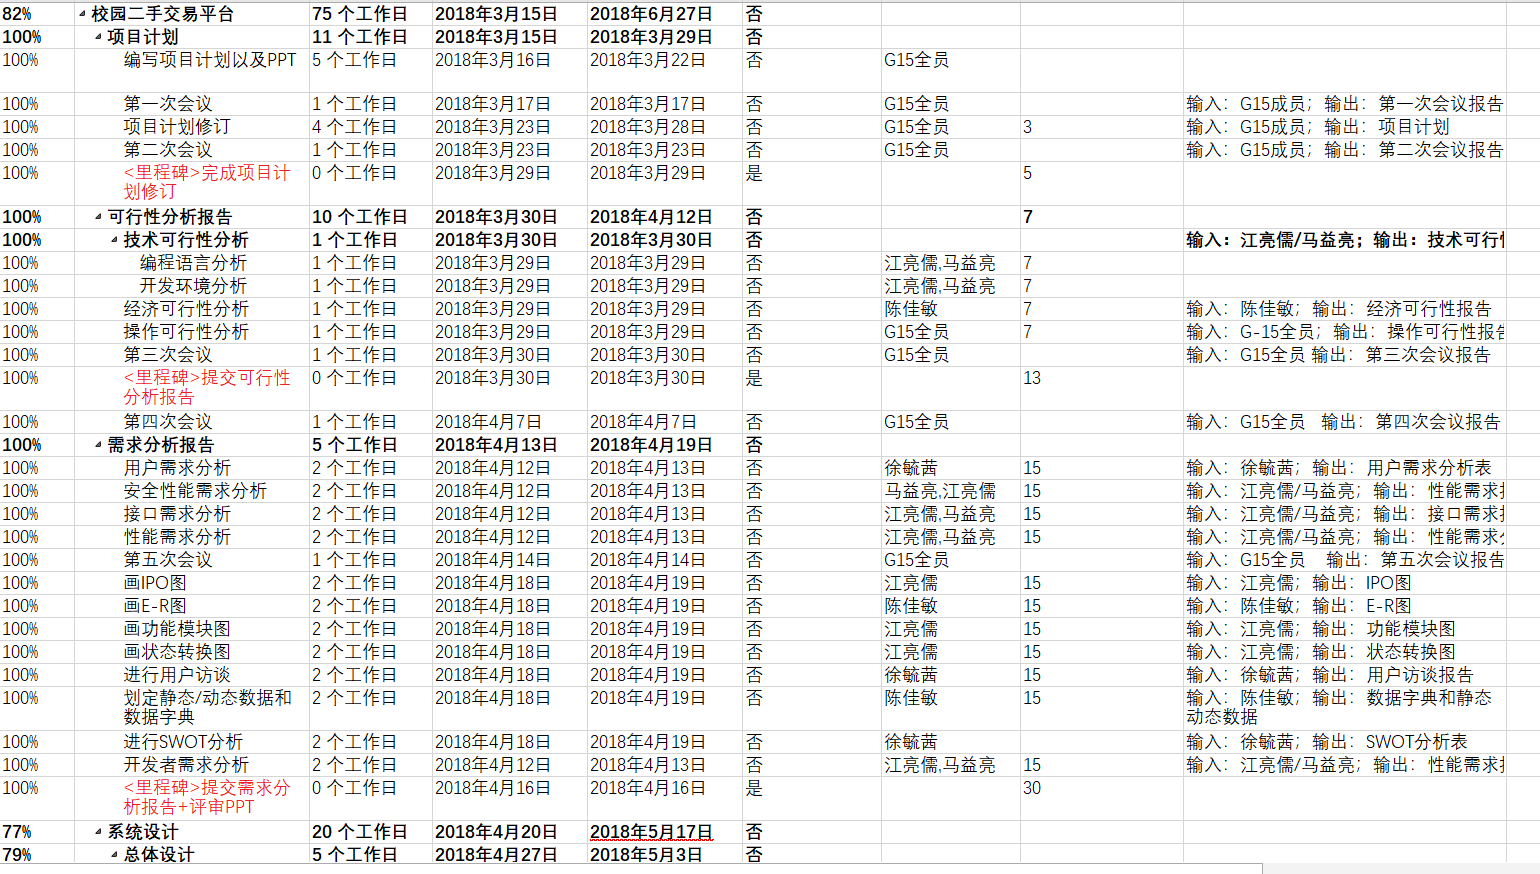 82% 校园二手交易平台 75 个工作日 2018年3月15日 2018年6月27日 否
100% 项目计划 11 个工作日 2018年3月15日 2018年3月29日 否
100% 编写项目计划以及PPT 5 个工作日 2018年3月16日 2018年3月22日 否 G15全员
100% 第一次会议 1 个工作日 2018年3月17日 2018年3月17日 否 G15全员 输入：G15成员；输出：第一次会议报告
100% 项目计划修订 4 个工作日 2018年3月23日 2018年3月28日 否 G15全员 3 输入：G15成员；输出：项目计划
100% 第二次会议 1 个工作日 2018年3月23日 2018年3月23日 否 G15全员 输入：G15成员；输出：第二次会议报告
100% <里程碑>完成项目计 0 个工作日 2018年3月29日 2018年3月29日 是 5
划修订
100% 可行性分析报告 10 个工作日 2018年3月30日 2018年4月12日 否 7
100% 技术可行性分析 1 个工作日 2018年3月30日 2018年3月30日 否 输入：江亮儒/马益亮；输出：技术可行
100% 编程语言分析 1 个工作日 2018年3月29日 2018年3月29日 否 江亮儒,马益亮 7
100% 开发环境分析 1 个工作日 2018年3月29日 2018年3月29日 否 江亮儒,马益亮 7
100% 经济可行性分析 1 个工作日 2018年3月29日 2018年3月29日 否 陈佳敏 7 输入：陈佳敏；输出：经济可行性报告
100% 操作可行性分析 1 个工作日 2018年3月29日 2018年3月29日 否 G15全员 7 输入：G-15全员；输出：操作可行性报告
100% 第三次会议 1 个工作日 2018年3月30日 2018年3月30日 否 G15全员 输入：G15全员 输出：第三次会议报告
100% <里程碑>提交可行性 0 个工作日 2018年3月30日 2018年3月30日 是 13
分析报告
100% 第四次会议 1 个工作日 2018年4月7日 2018年4月7日 否 G15全员 输入：G15全员 输出：第四次会议报告
100% 需求分析报告 5 个工作日 2018年4月13日 2018年4月19日 否
100% 用户需求分析 2 个工作日 2018年4月12日 2018年4月13日 否 徐毓茜 15 输入：徐毓茜；输出：用户需求分析表
100% 安全性能需求分析 2 个工作日 2018年4月12日 2018年4月13日 否 马益亮,江亮儒 15 输入：江亮儒/马益亮；输出：性能需求
100% 接口需求分析 2 个工作日 2018年4月12日 2018年4月13日 否 江亮儒,马益亮 15 输入：江亮儒/马益亮；输出：接口需求
100% 性能需求分析 2 个工作日 2018年4月12日 2018年4月13日 否 江亮儒,马益亮 15 输入：江亮儒/马益亮；输出：性能需求
100% 第五次会议 1 个工作日 2018年4月14日 2018年4月14日 否 G15全员 输入：G15全员 输出：第五次会议报告
100% 画IPO图 2 个工作日 2018年4月18日 2018年4月19日 否 江亮儒 15 输入：江亮儒；输出：IPO图
100% 画E-R图 2 个工作日 2018年4月18日 2018年4月19日 否 陈佳敏 15 输入：陈佳敏；输出：E-R图
100% 画功能模块图 2 个工作日 2018年4月18日 2018年4月19日 否 江亮儒 15 输入：江亮儒；输出：功能模块图
100% 画状态转换图 2 个工作日 2018年4月18日 2018年4月19日 否 江亮儒 15 输入：江亮儒；输出：状态转换图
100% 进行用户访谈 2 个工作日 2018年4月18日 2018年4月19日 否 徐毓茜 15 输入：徐毓茜；输出：用户访谈报告
100% 划定静态/动态数据和 2 个工作日 2018年4月18日 2018年4月19日 否 陈佳敏 15 输入：陈佳敏；输出：数据字典和静态
数据字典 动态数据
100% 进行SWOT分析 2 个工作日 2018年4月18日 2018年4月19日 否 徐毓茜 输入：徐毓茜；输出：SWOT分析表
100% 开发者需求分析 2 个工作日 2018年4月12日 2018年4月13日 否 江亮儒,马益亮 15 输入：江亮儒/马益亮；输出：性能需求
100% <里程碑>提交需求分 0 个工作日 2018年4月16日 2018年4月16日 是 30
析报告+评审PPT
77% 系统设计 20 个工作日 2018年4月20日 2018年5月17日 否
79% 总体设计 5 个工作日 2018年4月27日 2018年5月3日 否